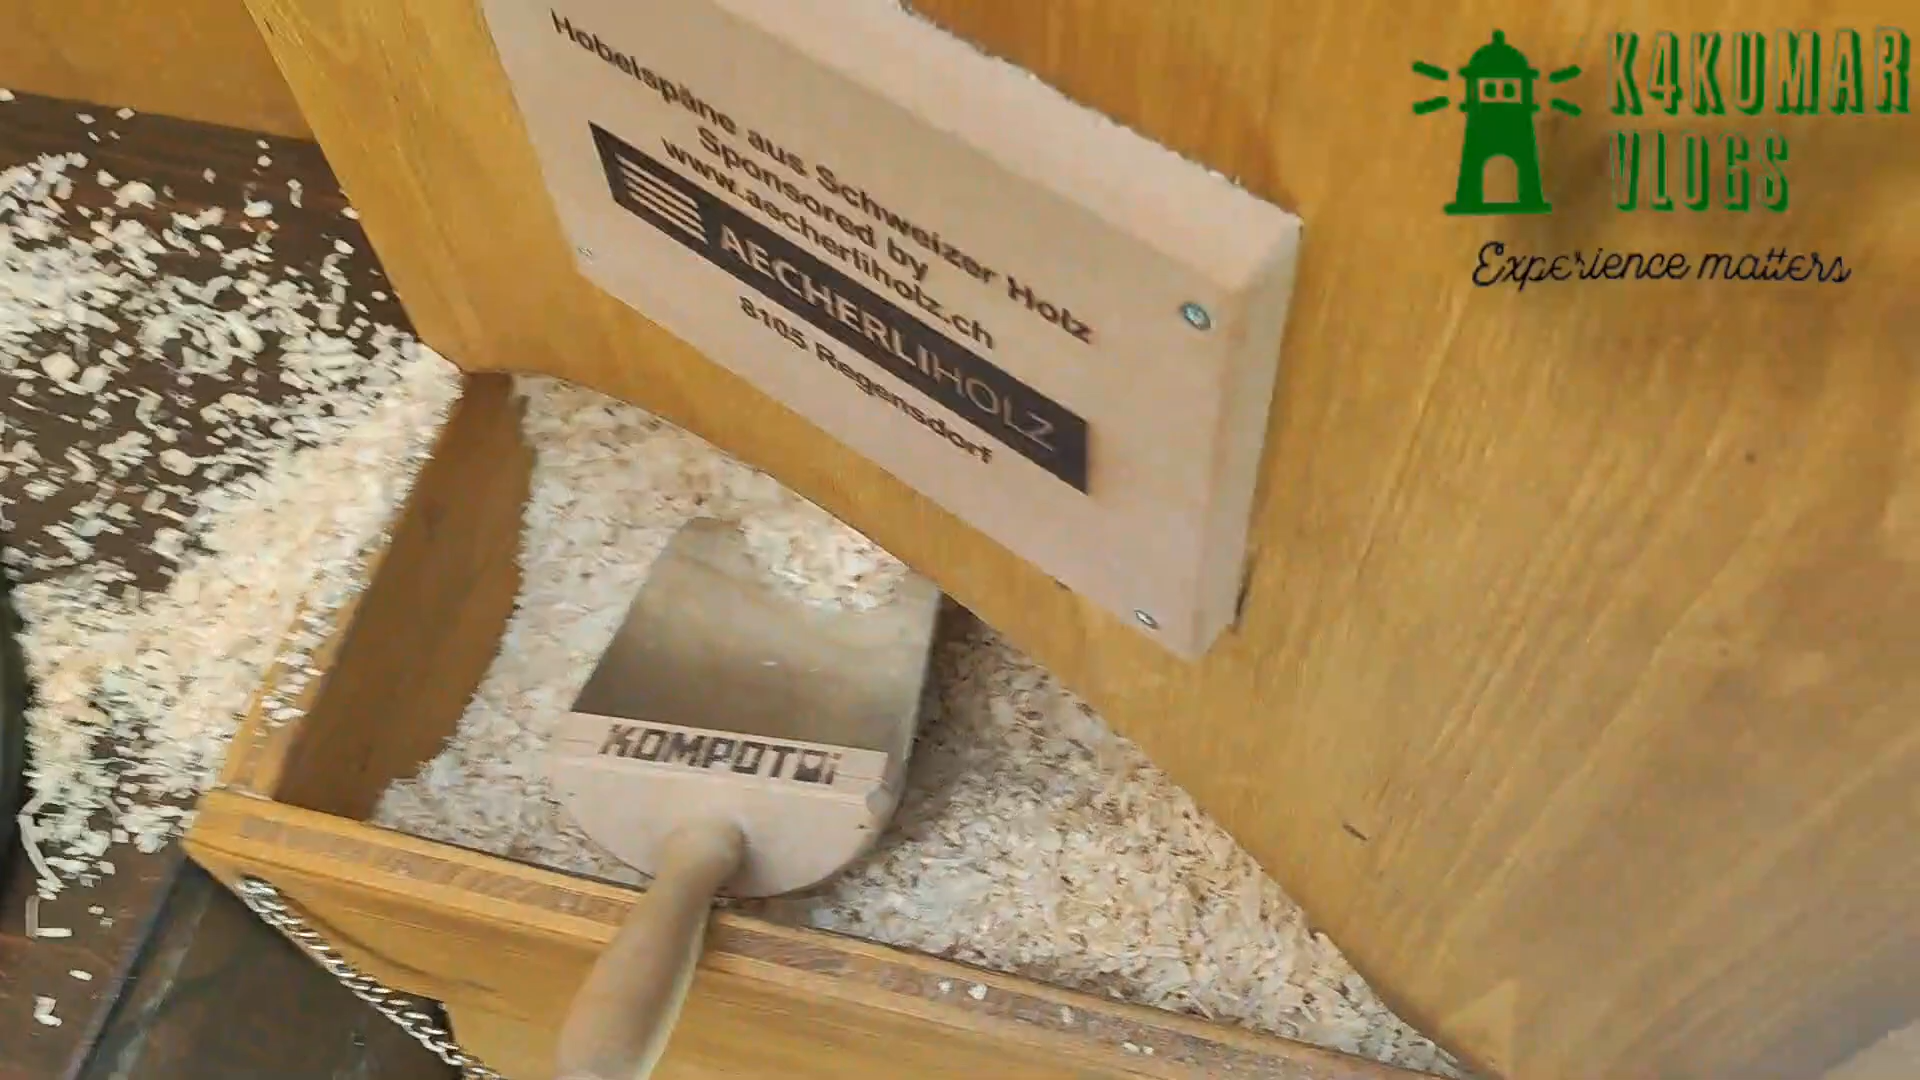 Hobelspäne aus Schweizer Holz
Sponsored by
www.aecherliholz.ch
AECHERLIHOLZ
8105 Regensdorf
KOMPOTOi
K4KUMAR
VLOGS
Experience matters